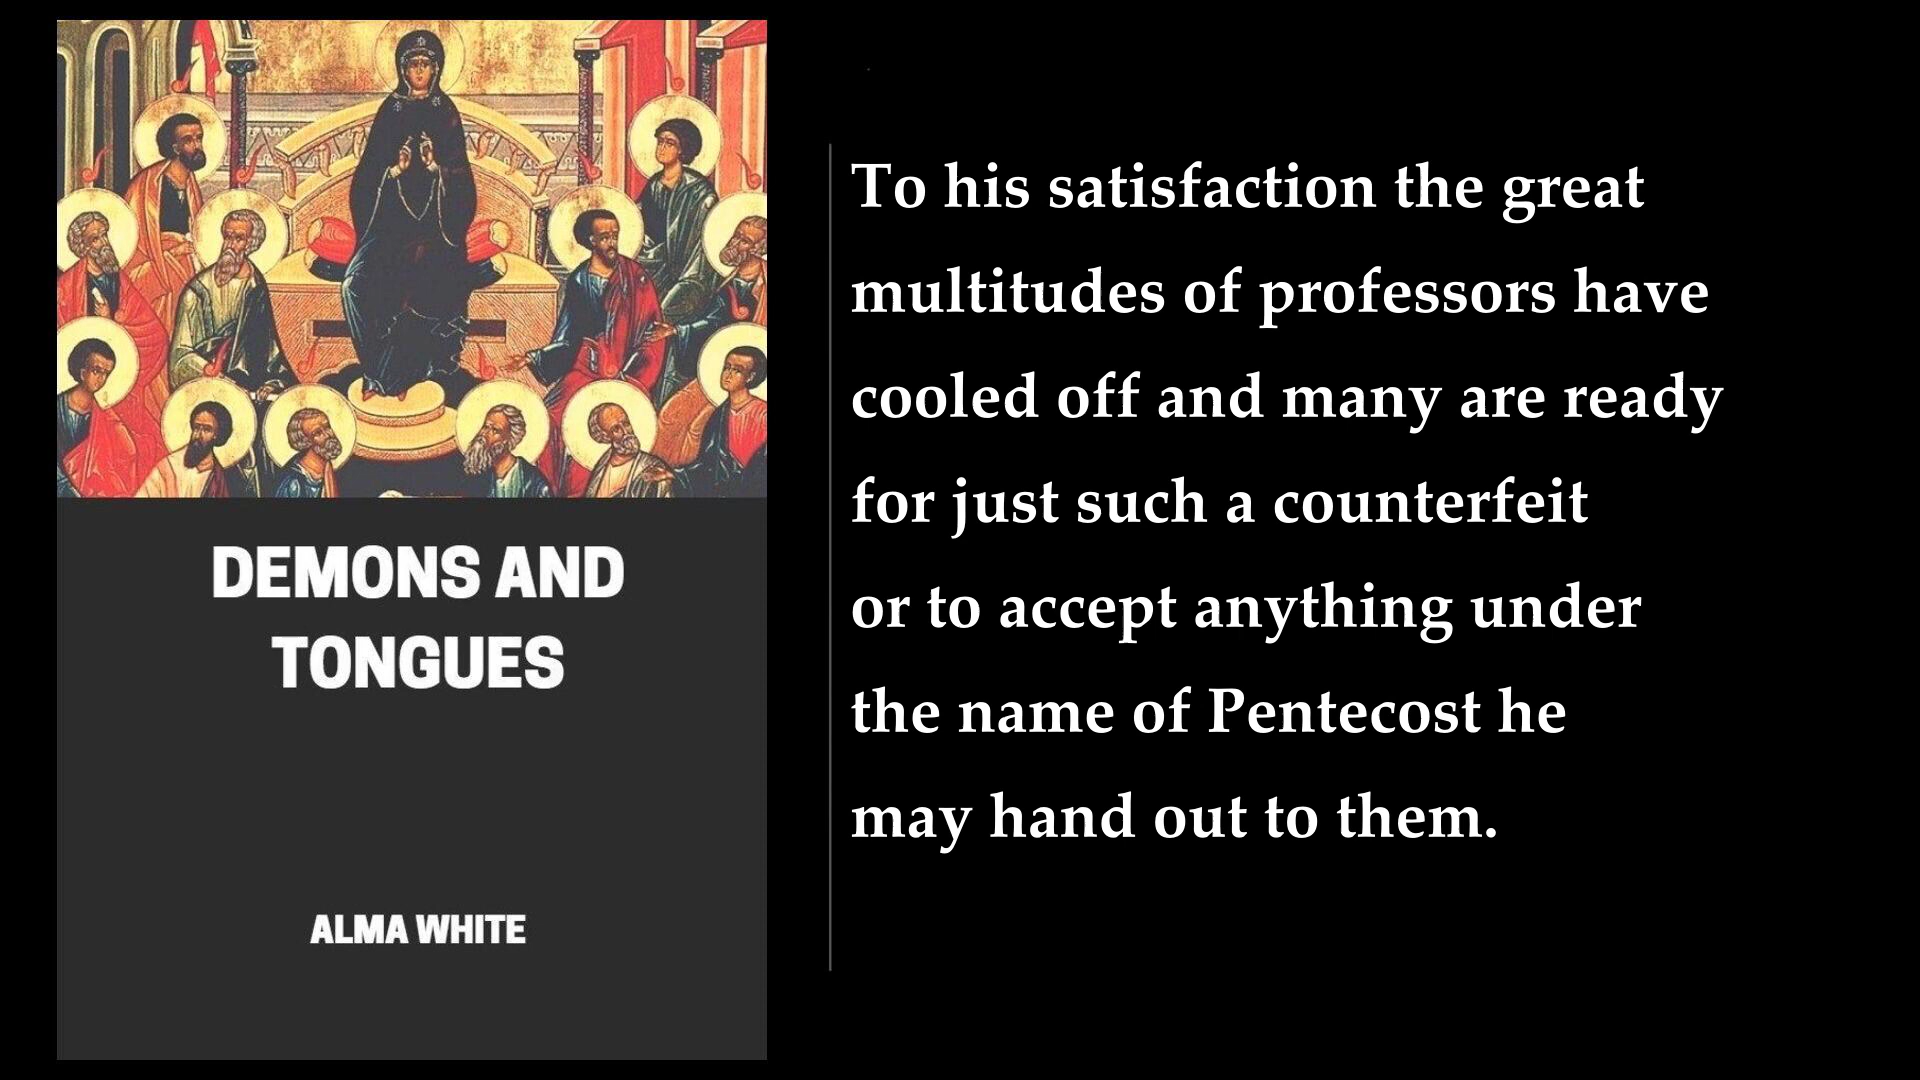 DEMONS AND
TONGUES
ALMA WHITE
To his satisfaction the great
multitudes of professors have
cooled off and many are ready
for just such a counterfeit
or to accept anything under
the name of Pentecost he
may hand out to them.